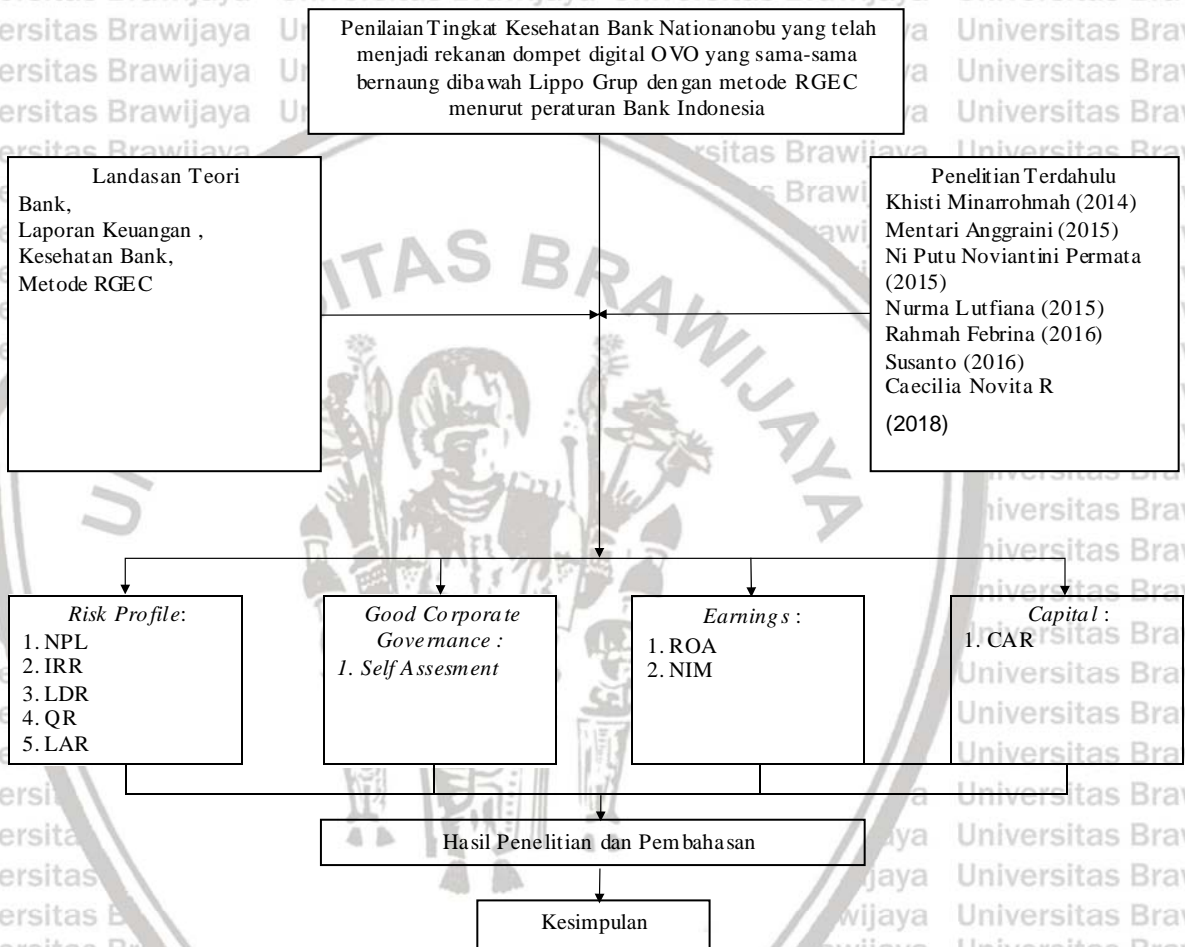 Penilaian Tingkat Kesehatan Bank Nationanobu yang telah
menjadi rekanan dompet digital OVO yang sama-sama
bernaung dibawah Lippo Grup dengan metode RGEC
menurut peraturan Bank Indonesia
Landasan Teori
Bank,
Laporan Keuangan ,
Kesehatan Bank,
Metode RGEC
Penelitian Terdahulu
Khisti Minarrohmah (2014)
Mentari Anggraini (2015)
Ni Putu Noviantini Permata
(2015)
Nurma Lutfiana (2015)
Rahmah Febrina (2016)
Susanto (2016)
Caecilia Novita R
(2018)
Risk Profile:
1. NPL
2. IRR
3. LDR
4. QR
5. LAR
Good Corporate
Governance :
1. Self Assesment
Earnings :
1. ROA
2. NIM
Capital :
1. CAR
Hasil Penelitian dan Pembahasan
Kesimpulan
UNIVERSITAS BRAWIJAYA
Universitas Brawijaya